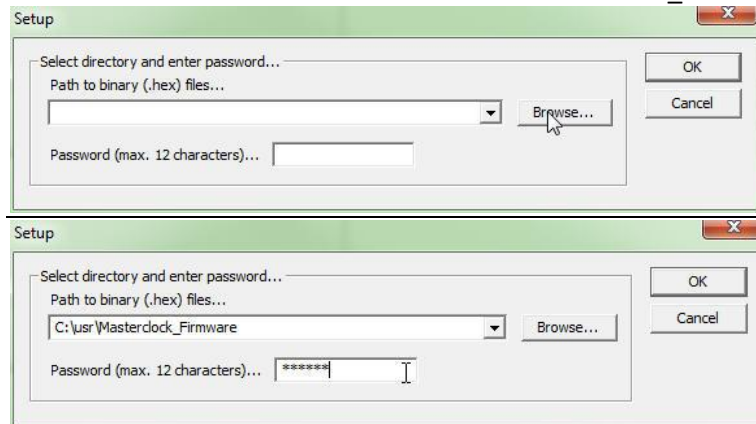 Setup
Select directory and enter password...
OK
Path to binary (.hex) files...
Browse...
Cancel
Password (max. 12 characters)...
Setup
Select directory and enter password...
OK
Path to binary (.hex) files...
C:\usr\Masterclock_Firmware
Browse...
Cancel
Password (max. 12 characters)... ******